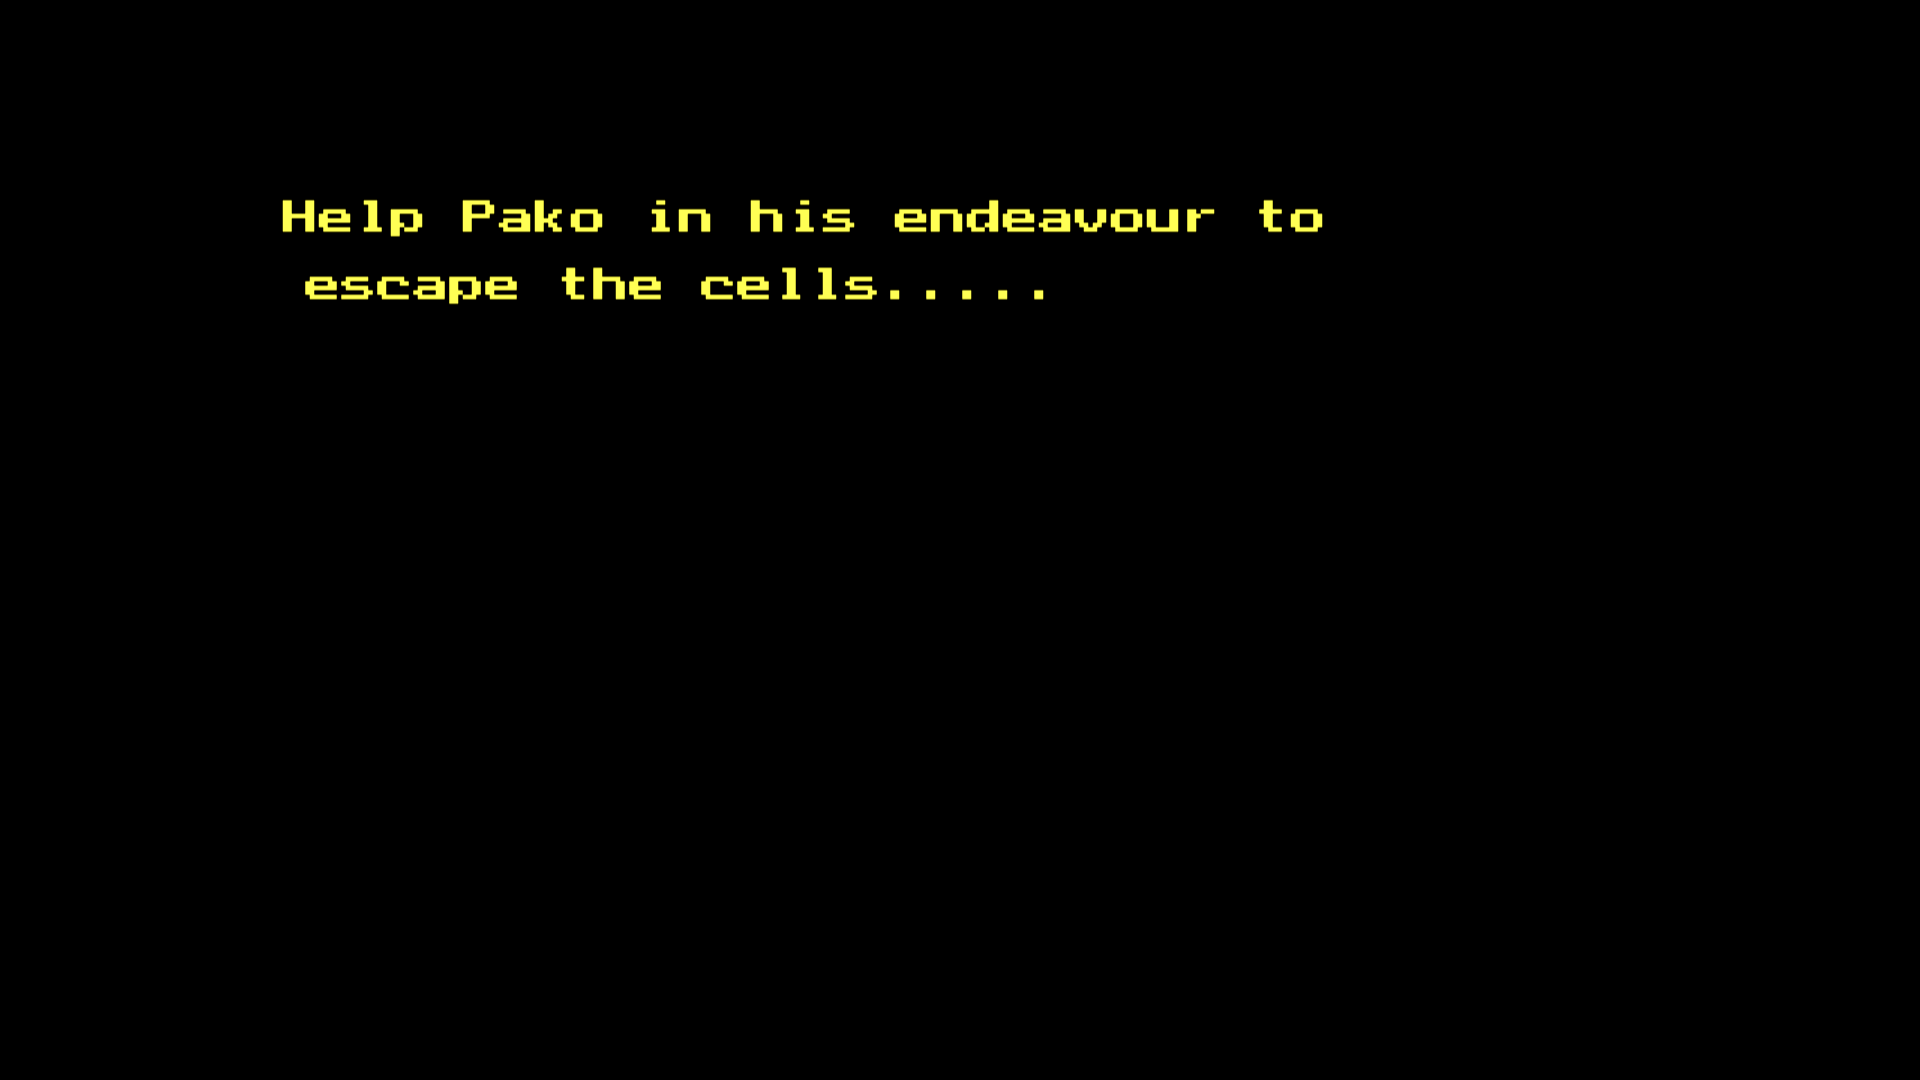 Help Pako in his endeavour to
escape the cells.....